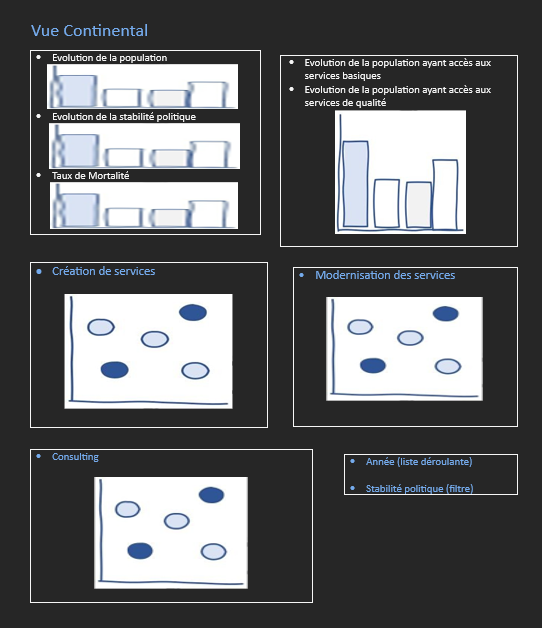 Vue Continental
Evolution de la population
Evolution de la stabilité politique
Taux de Mortalité
Evolution de la population ayant accès aux
services basiques
Evolution de la population ayant accès aux
services de qualité
Création de services
Modernisation des services
Consulting
Année (liste déroulante)
Stabilité politique (filtre)